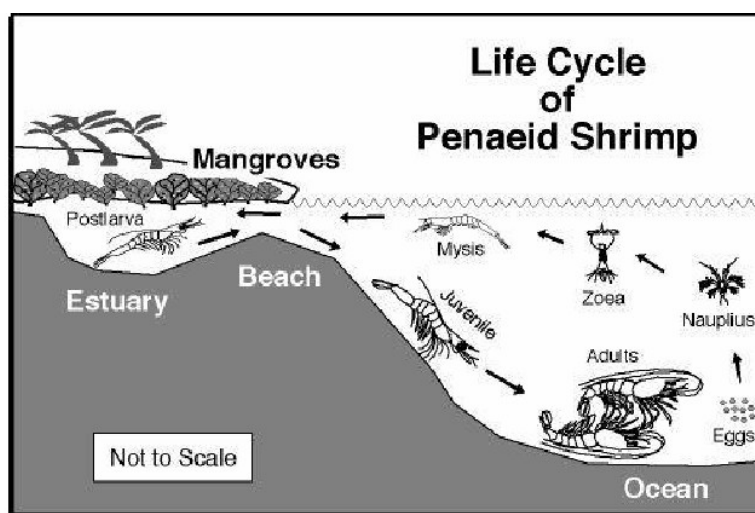 Life Cycle
of
Penaeid Shrimp
Mangroves
Postlarva
Mysis
Zoea
Nauplius
Estuary
Beach
Juvenile
Adults
Eggs
Not to Scale
Ocean